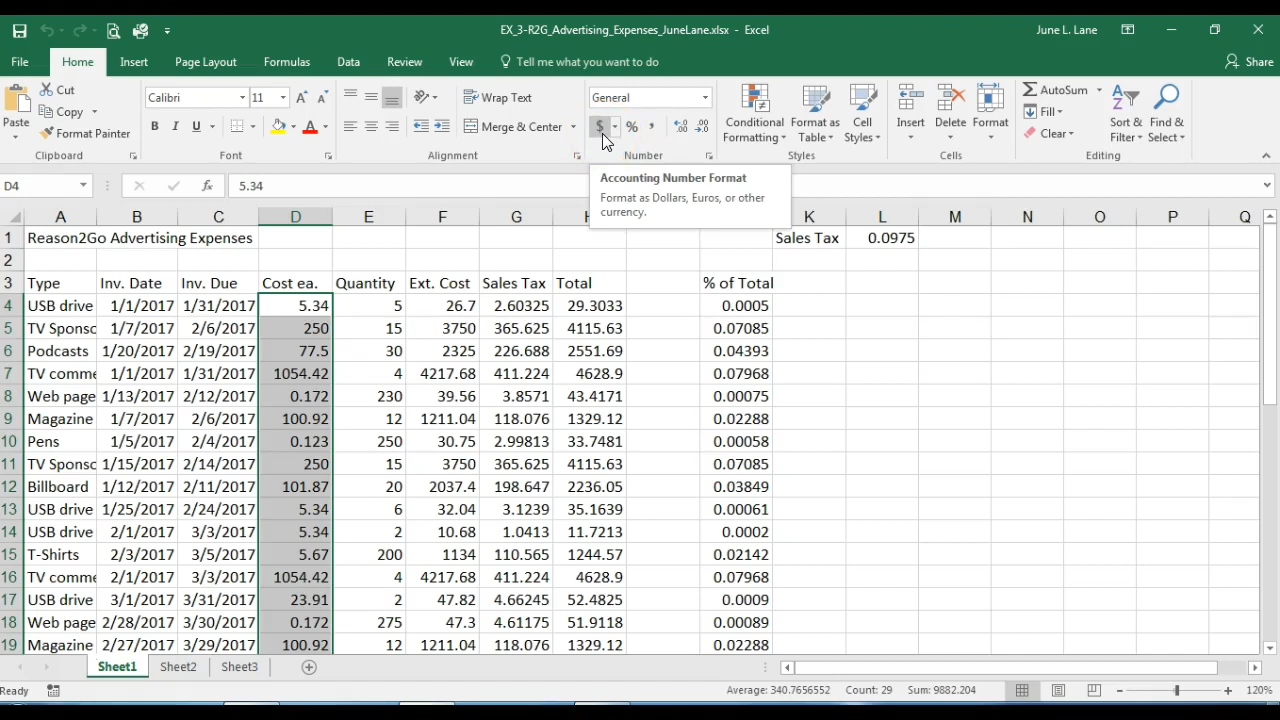 EX_3-R2G_Advertising_Expenses_JuneLane.xlsx - Excel
June L. Lane
File Home Insert Page Layout Formulas Data Review View Tell me what you want to do Share
Paste
Cut
Copy
Format Painter
Clipboard
Calibri 11
B I U A
Font
Wrap Text
Merge & Center
Alignment
General
$ % ,
Number
Conditional Formatting
Format as Table
Cell Styles
Styles
Insert Delete Format
Cells
AutoSum
Fill
Clear
Sort & Filter
Find & Select
Editing
D4 fx 5.34
Accounting Number Format
Format as Dollars, Euros, or other
currency.
A B C D E F G H K L M N O P Q
1 Reason2Go Advertising Expenses Sales Tax 0.0975
2
3 Type Inv. Date Inv. Due Cost ea. Quantity Ext. Cost Sales Tax Total % of Total
4 USB drive 1/1/2017 1/31/2017 5.34 5 26.7 2.60325 29.3033 0.0005
5 TV Sponsc 1/7/2017 2/6/2017 250 15 3750 365.625 4115.63 0.07085
6 Podcasts 1/20/2017 2/19/2017 77.5 30 2325 226.688 2551.69 0.04393
7 TV comme 1/1/2017 1/31/2017 1054.42 4 4217.68 411.224 4628.9 0.07968
8 Web page 1/13/2017 2/12/2017 0.172 230 39.56 3.8571 43.4171 0.00075
9 Magazine 1/7/2017 2/6/2017 100.92 12 1211.04 118.076 1329.12 0.02288
10 Pens 1/5/2017 2/4/2017 0.123 250 30.75 2.99813 33.7481 0.00058
11 TV Sponsc 1/15/2017 2/14/2017 250 15 3750 365.625 4115.63 0.07085
12 Billboard 1/12/2017 2/11/2017 101.87 20 2037.4 198.647 2236.05 0.03849
13 USB drive 1/25/2017 2/24/2017 5.34 6 32.04 3.1239 35.1639 0.00061
14 USB drive 2/1/2017 3/3/2017 5.34 2 10.68 1.0413 11.7213 0.0002
15 T-Shirts 2/3/2017 3/5/2017 5.67 200 1134 110.565 1244.57 0.02142
16 TV comme 2/1/2017 3/3/2017 1054.42 4 4217.68 411.224 4628.9 0.07968
17 USB drive 3/1/2017 3/31/2017 23.91 2 47.82 4.66245 52.4825 0.0009
18 Web page 2/28/2017 3/30/2017 0.172 275 47.3 4.61175 51.9118 0.00089
19 Magazine 2/27/2017 3/29/2017 100.92 12 1211.04 118.076 1329.12 0.02288
Sheet1 Sheet2 Sheet3
Ready Average: 340.7656552 Count: 29 Sum: 9882.204 120%